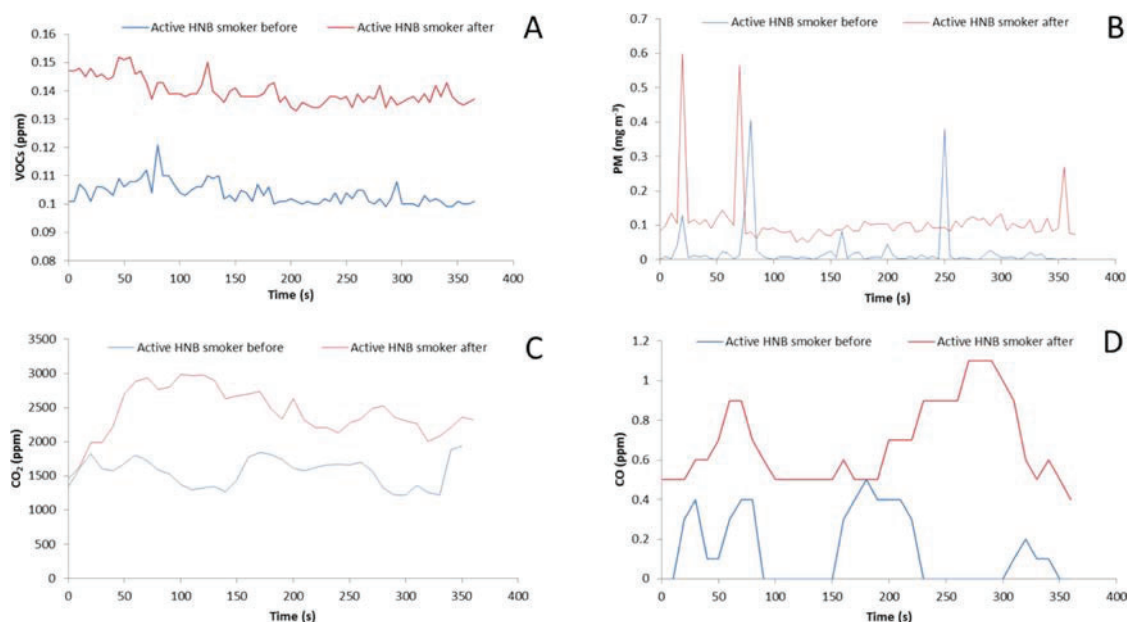 Active HNB smoker before Active HNB smoker after A
0.16
0.15
0.14
0.13
0.12
0.11
0.1
0.09
0.08
VOCs (ppm)
0 50 100 150 200 250 300 350 400
Time (s)
Active HNB smoker before Active HNB smoker after B
0.7
0.6
0.5
0.4
0.3
0.2
0.1
0
PM (mg m⁻³)
0 50 100 150 200 250 300 350 400
Time (s)
Active HNB smoker before Active HNB smoker after C
3500
3000
2500
2000
1500
1000
500
0
CO₂ (ppm)
0 50 100 150 200 250 300 350 400
Time (s)
Active HNB smoker before Active HNB smoker after D
1.2
1
0.8
0.6
0.4
0.2
0
CO (ppm)
0 50 100 150 200 250 300 350 400
Time (s)